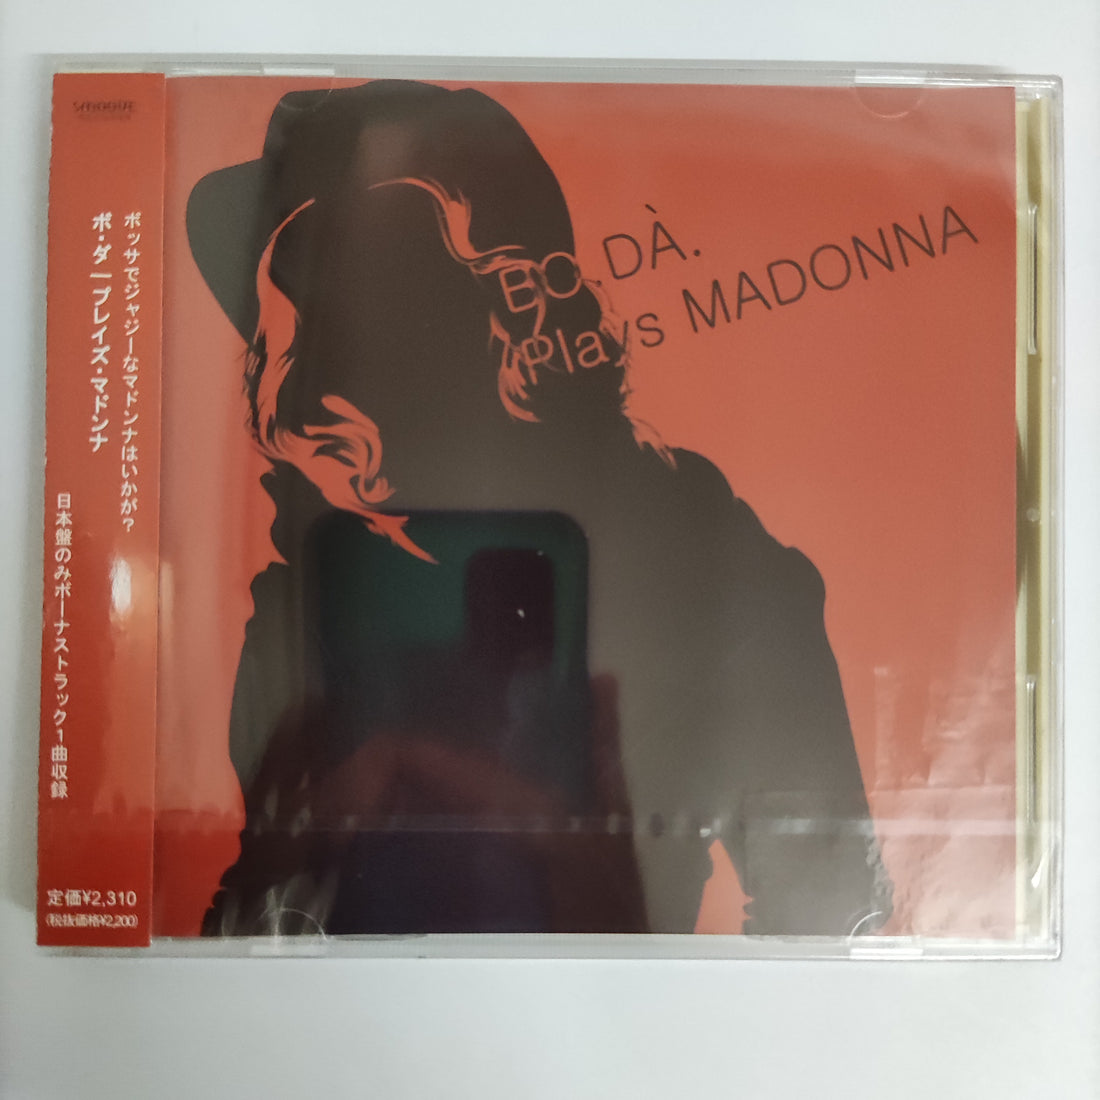 BO.DÀ.
Plays MADONNA
ボッサでジャジーなマドンナはいかが？
ボ・ダ｜プレイズ・マドンナ
日本盤のみボーナストラック1曲収録
定価¥2,310
(税抜価格¥2,200)